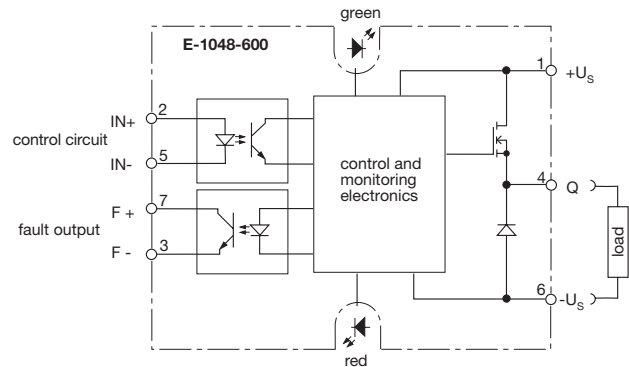 green
E-1048-600
1
+US
2
IN+
control circuit
IN-
5
control and
monitoring
electronics
4
Q
7
F +
fault output
F -
3
load
6
-US
red